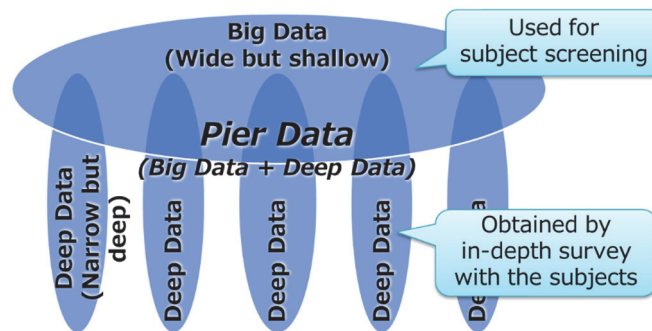 Big Data
(Wide but shallow)
Used for
subject screening
Pier Data
(Big Data + Deep Data)
Deep Data
(Narrow but
deep)
Deep Data
Deep Data
Deep Data
Obtained by
in-depth survey
with the subjects